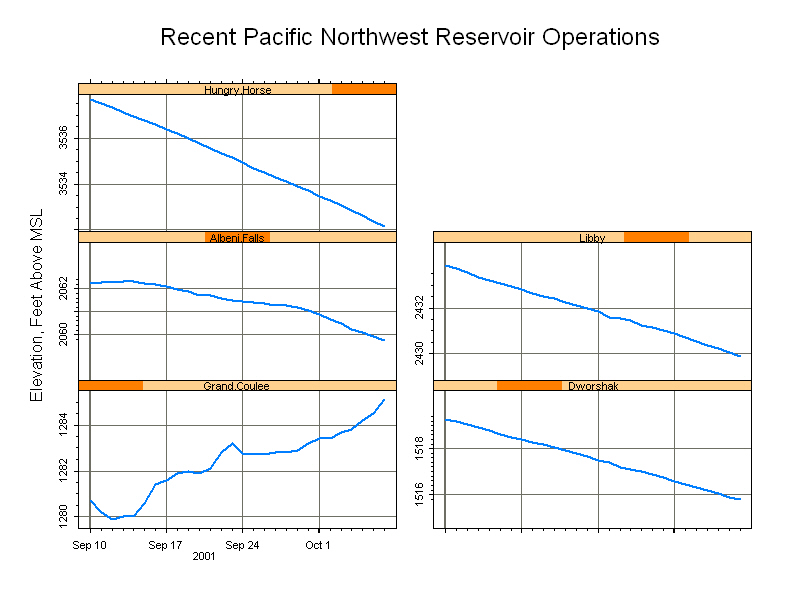 Recent Pacific Northwest Reservoir Operations
Hungry.Horse
3536
3534
Albeni.Falls
2062
2060
Grand.Coulee
1284
1282
1280
Sep 10 Sep 17 Sep 24 Oct 1
2001
Elevation, Feet Above MSL
Libby
2432
2430
Dworshak
1518
1516